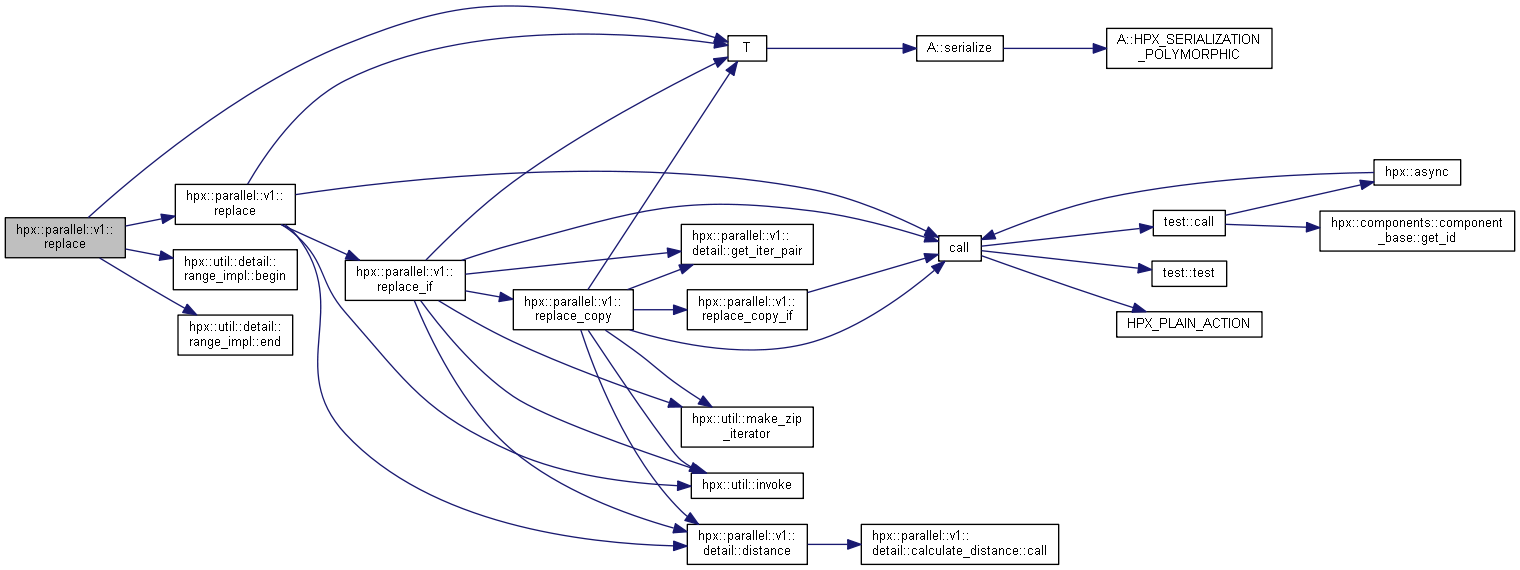 hpx::parallel::v1::
replace
hpx::parallel::v1::
replace
hpx::util::detail::
range_impl::begin
hpx::util::detail::
range_impl::end
hpx::parallel::v1::
replace_if
hpx::parallel::v1::
replace_copy
T
hpx::parallel::v1::
detail::get_iter_pair
hpx::parallel::v1::
replace_copy_if
hpx::util::make_zip
_iterator
hpx::util::invoke
hpx::parallel::v1::
detail::distance
A::serialize
call
hpx::parallel::v1::
detail::calculate_distance::call
A::HPX_SERIALIZATION
_POLYMORPHIC
test::call
test::test
HPX_PLAIN_ACTION
hpx::async
hpx::components::component
_base::get_id